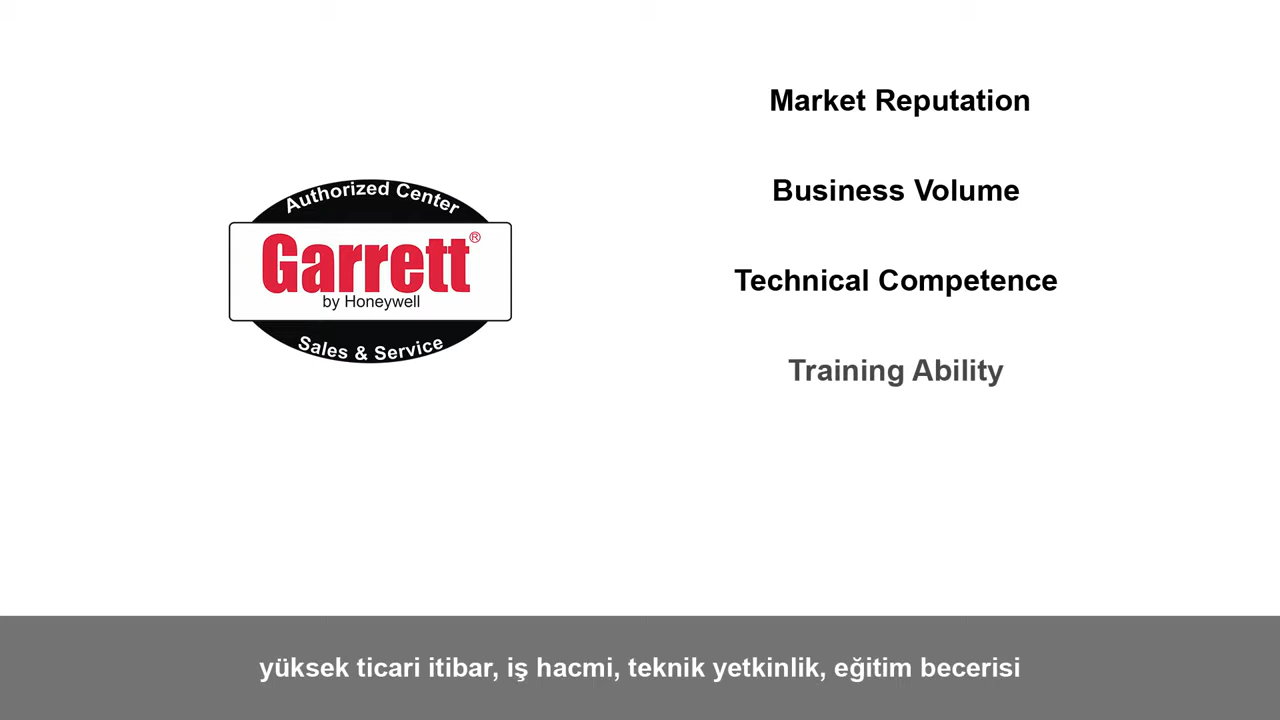 Authorized Center
Garrett®
by Honeywell
Sales & Service
Market Reputation
Business Volume
Technical Competence
Training Ability
yüksek ticari itibar, iş hacmi, teknik yetkinlik, eğitim becerisi